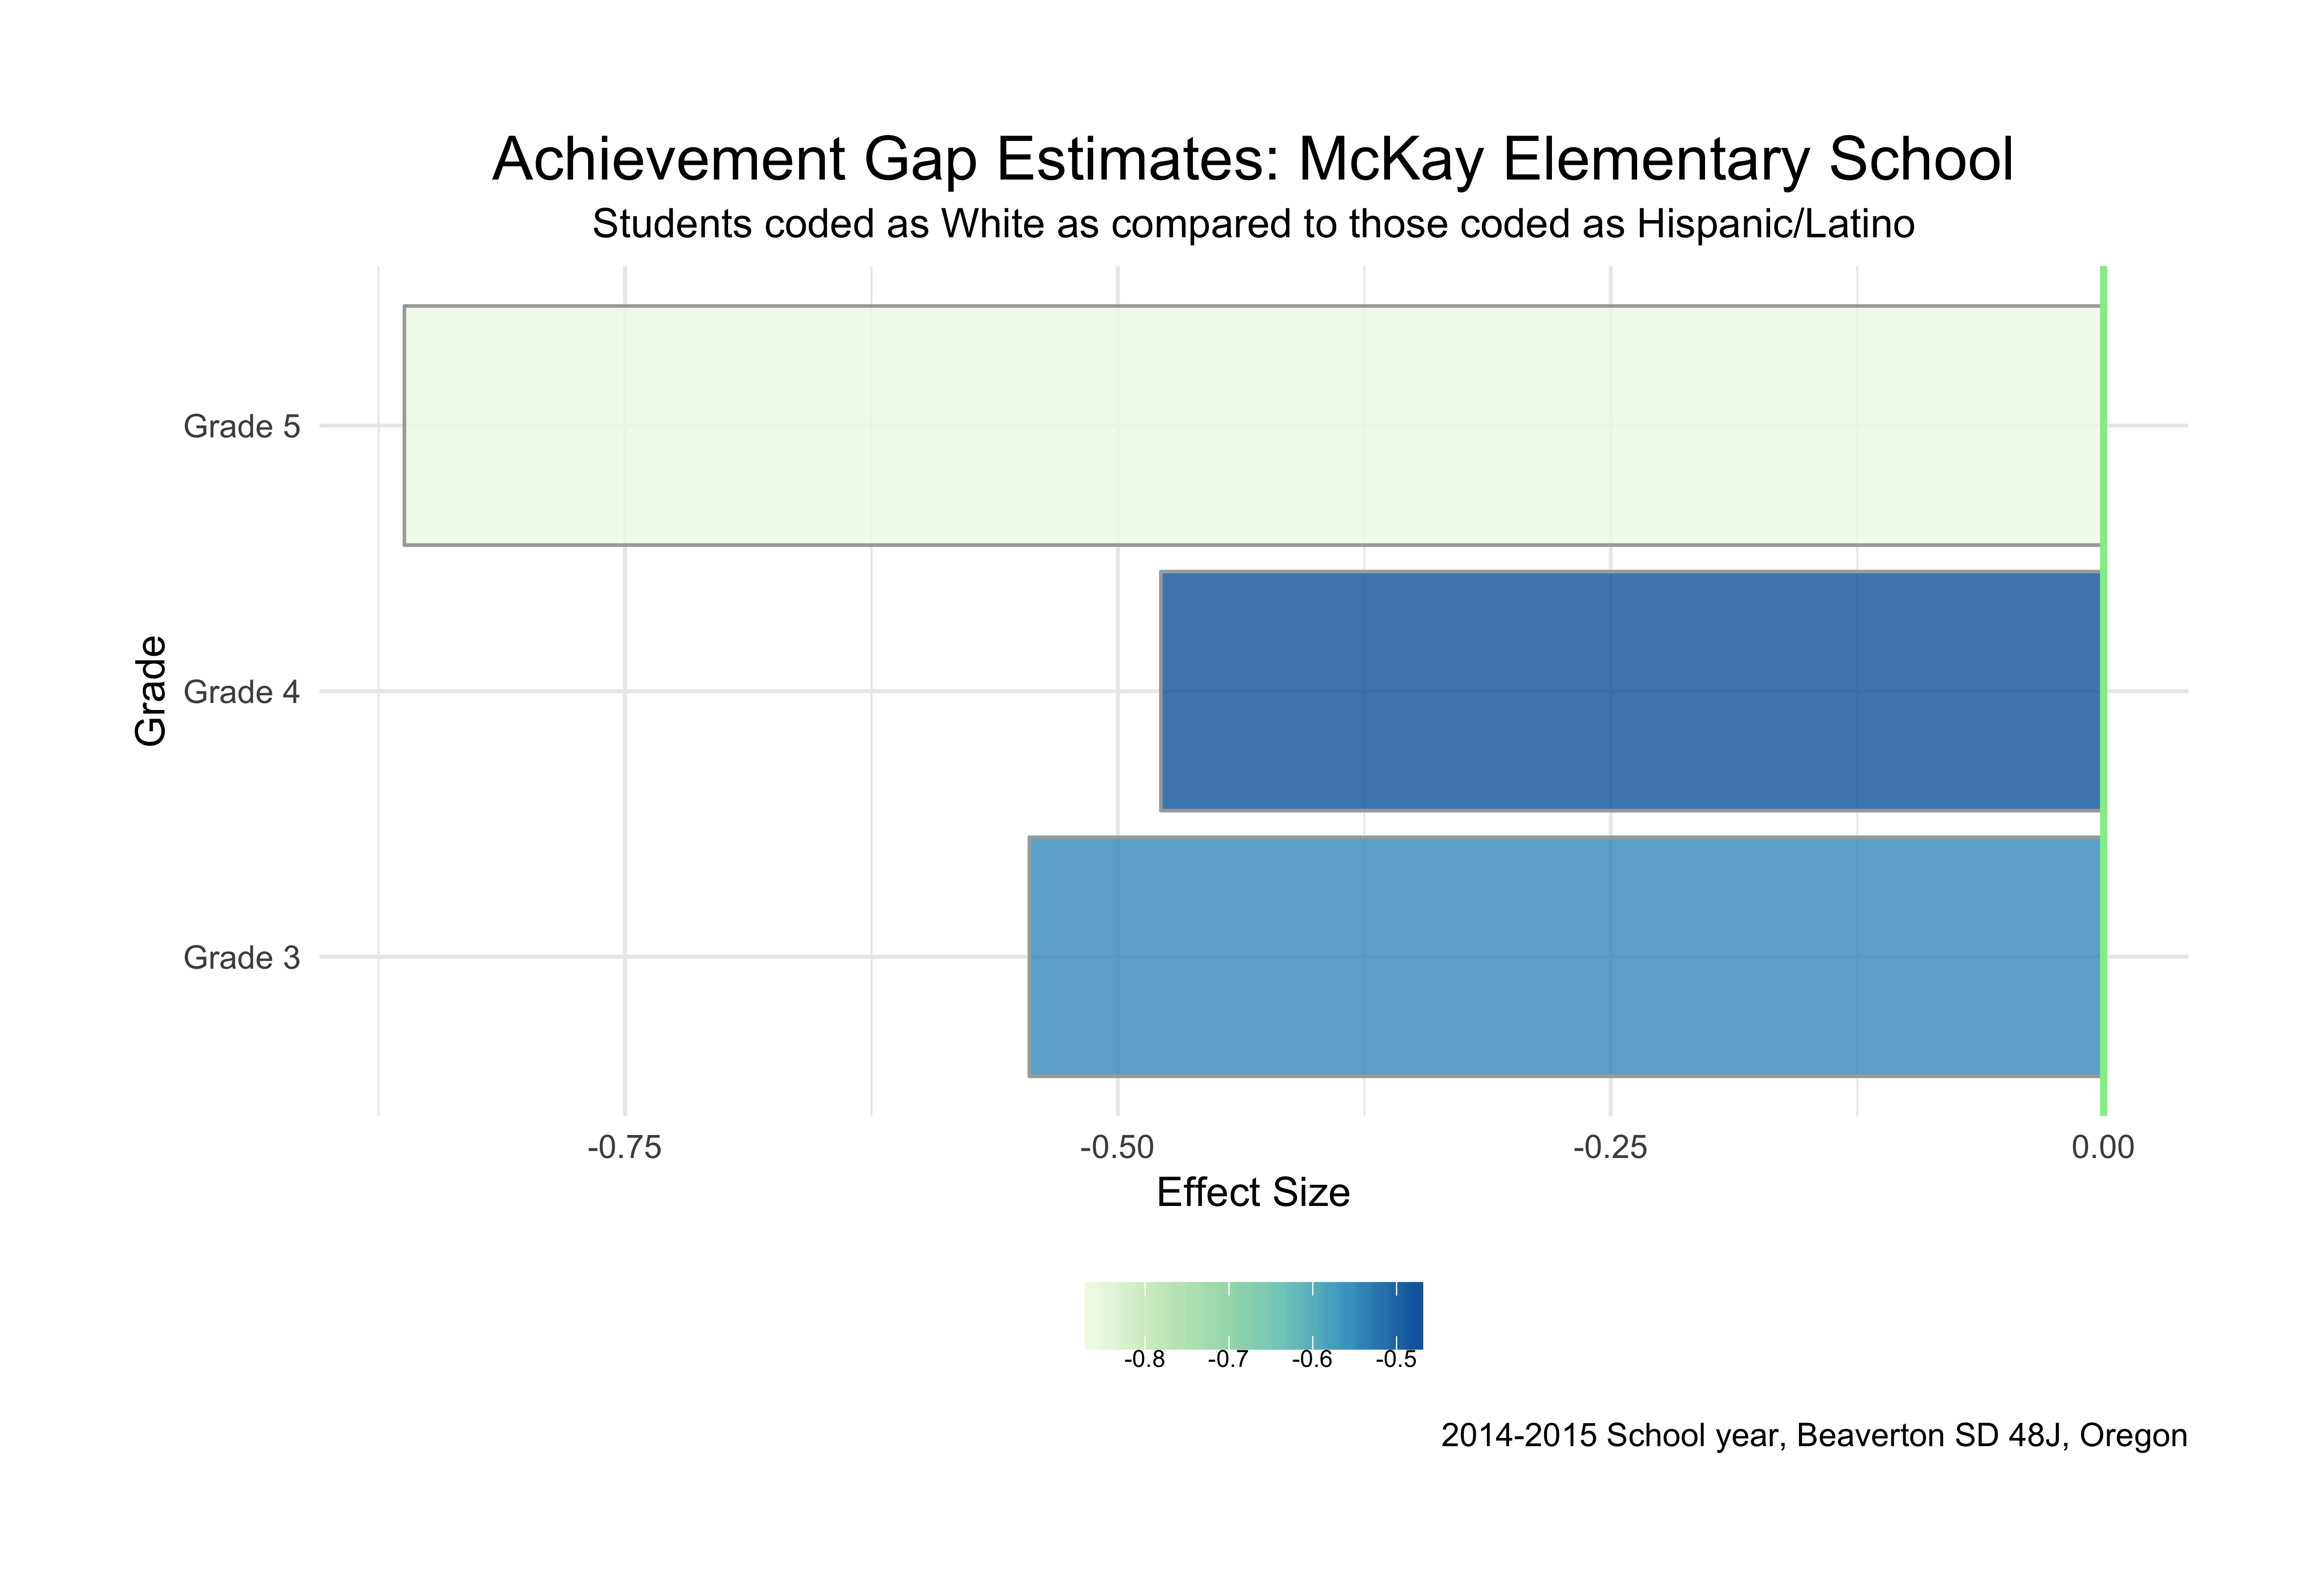 Achievement Gap Estimates: McKay Elementary School
Students coded as White as compared to those coded as Hispanic/Latino
Grade
Grade 5
Grade 4
Grade 3
-0.75 -0.50 -0.25 0.00
Effect Size
-0.8 -0.7 -0.6 -0.5
2014-2015 School year, Beaverton SD 48J, Oregon